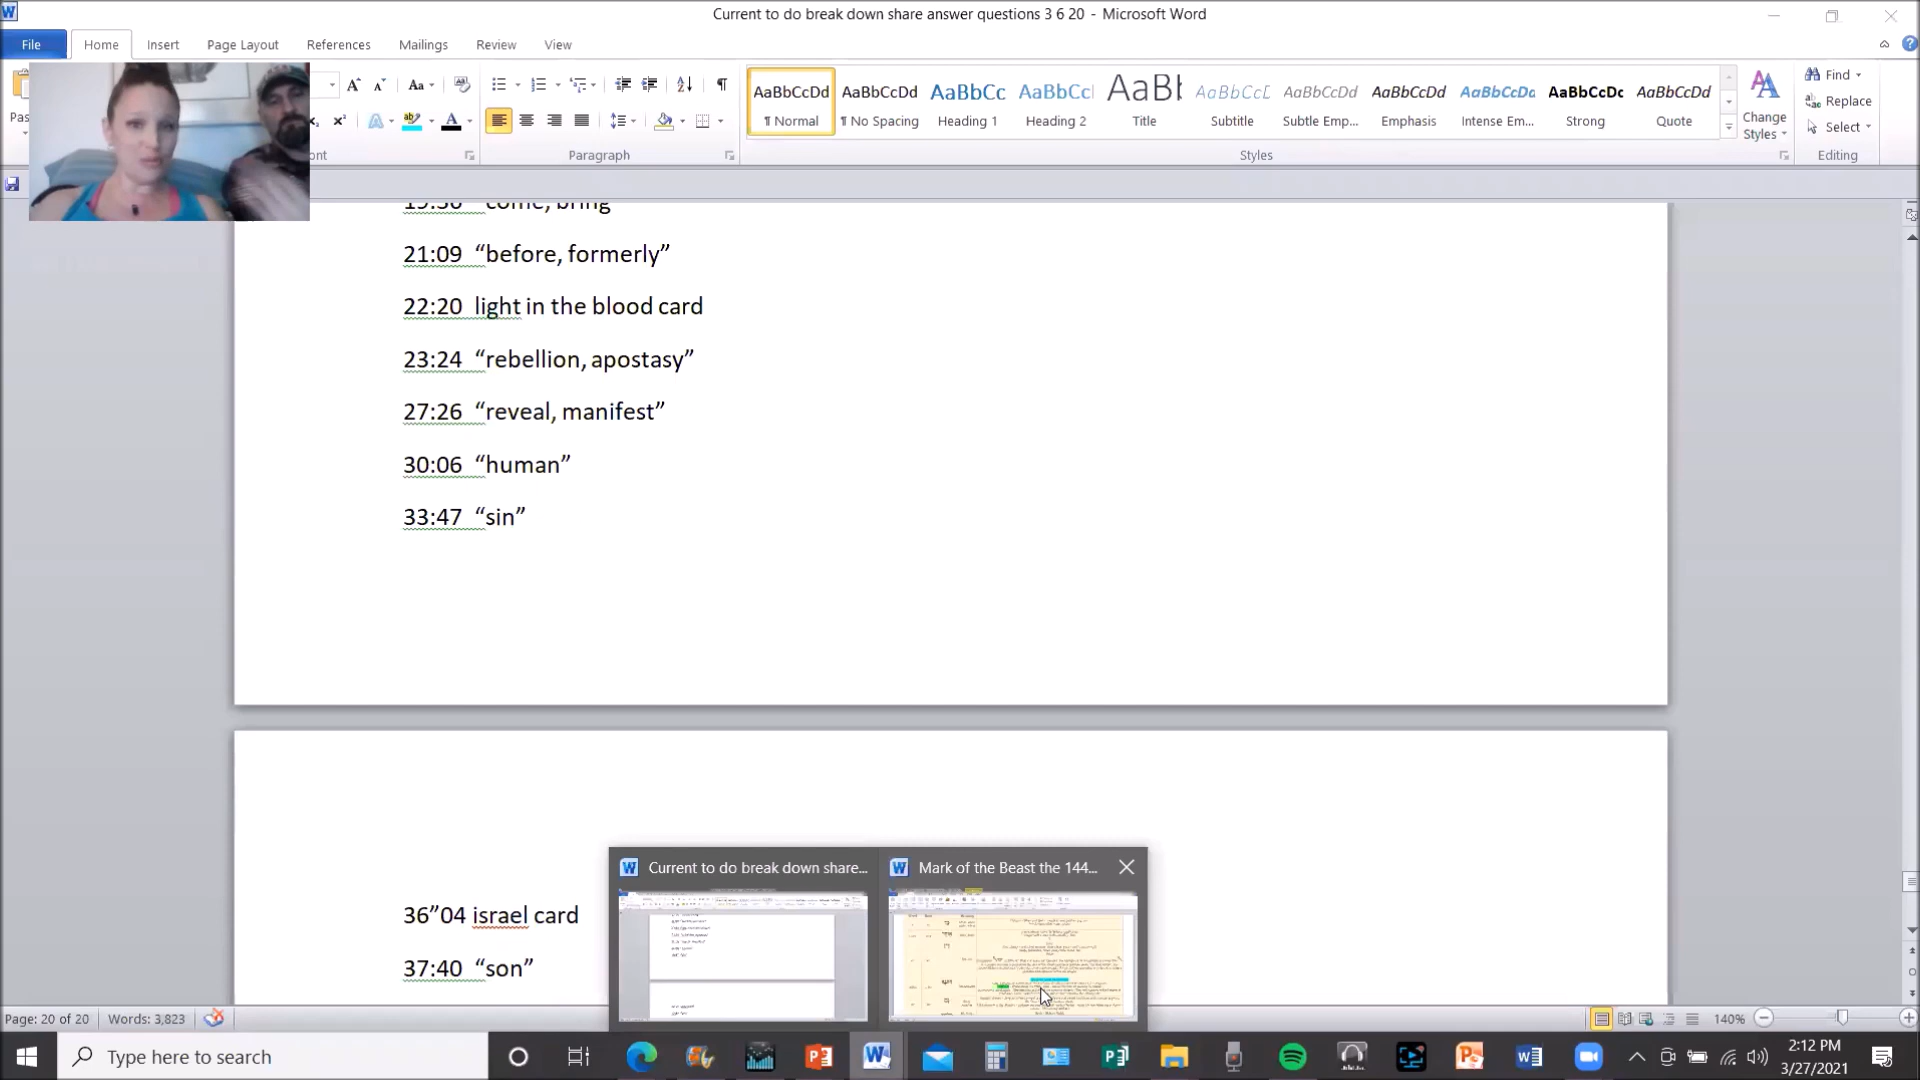 Current to do break down share answer questions 3 6 20 - Microsoft Word
File Home Insert Page Layout References Mailings Review View
Find
Replace
Select
Change
Styles
AaBbCcDd AaBbCcDd AaBbCc AaBbCcI AaBl AaBbCcL AaBbCcDd AaBbCcDd AaBbCcDa AaBbCcDc AaBbCcDd
¶ Normal ¶ No Spacing Heading 1 Heading 2 Title Subtitle Subtle Emp... Emphasis Intense Em... Strong Quote
Paragraph Styles Editing
19:36 “come, bring
21:09 “before, formerly”
22:20 light in the blood card
23:24 “rebellion, apostasy”
27:26 “reveal, manifest”
30:06 “human”
33:47 “sin”
36”04 israel card
37:40 “son”
Current to do break down share... Mark of the Beast the 144...
Page: 20 of 20 Words: 3,823 140%
Type here to search
2:12 PM
3/27/2021